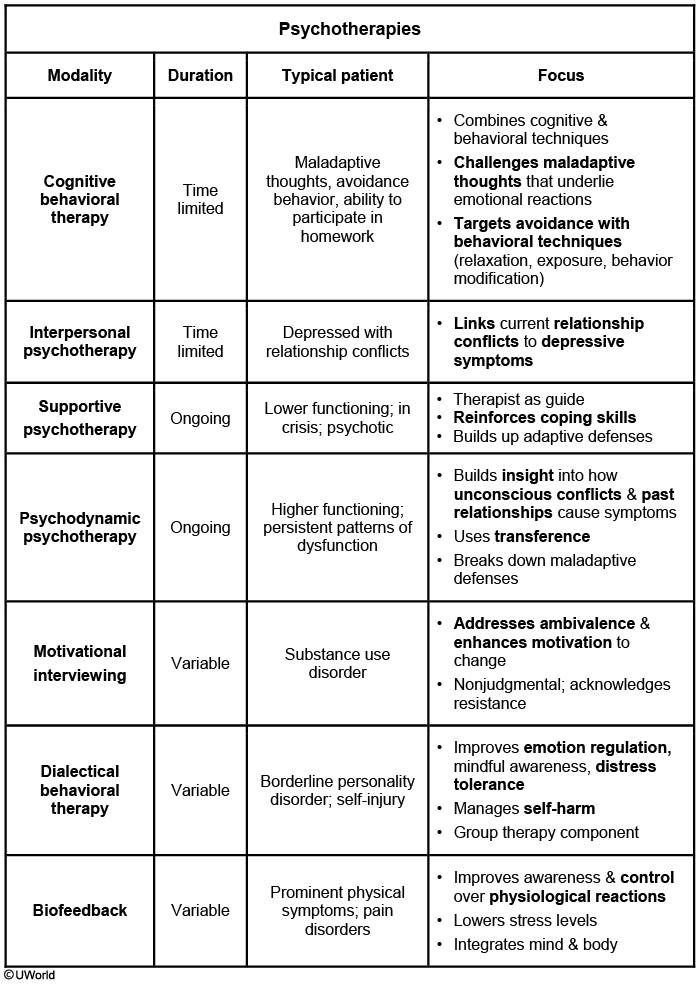 Psychotherapies
Modality Duration Typical patient Focus
Cognitive
behavioral
therapy
Time
limited
Maladaptive
thoughts, avoidance
behavior, ability to
participate in
homework
• Combines cognitive &
behavioral techniques
• Challenges maladaptive
thoughts that underlie
emotional reactions
• Targets avoidance with
behavioral techniques
(relaxation, exposure, behavior
modification)
Interpersonal
psychotherapy
Time
limited
Depressed with
relationship conflicts
• Links current relationship
conflicts to depressive
symptoms
Supportive
psychotherapy
Ongoing
Lower functioning; in
crisis; psychotic
• Therapist as guide
• Reinforces coping skills
• Builds up adaptive defenses
Psychodynamic
psychotherapy
Ongoing
Higher functioning;
persistent patterns of
dysfunction
• Builds insight into how
unconscious conflicts & past
relationships cause symptoms
• Uses transference
• Breaks down maladaptive
defenses
Motivational
interviewing
Variable
Substance use
disorder
• Addresses ambivalence &
enhances motivation to
change
• Nonjudgmental; acknowledges
resistance
Dialectical
behavioral
therapy
Variable
Borderline personality
disorder; self-injury
• Improves emotion regulation,
mindful awareness, distress
tolerance
• Manages self-harm
• Group therapy component
Biofeedback
Variable
Prominent physical
symptoms; pain
disorders
• Improves awareness & control
over physiological reactions
• Lowers stress levels
• Integrates mind & body
©UWorld